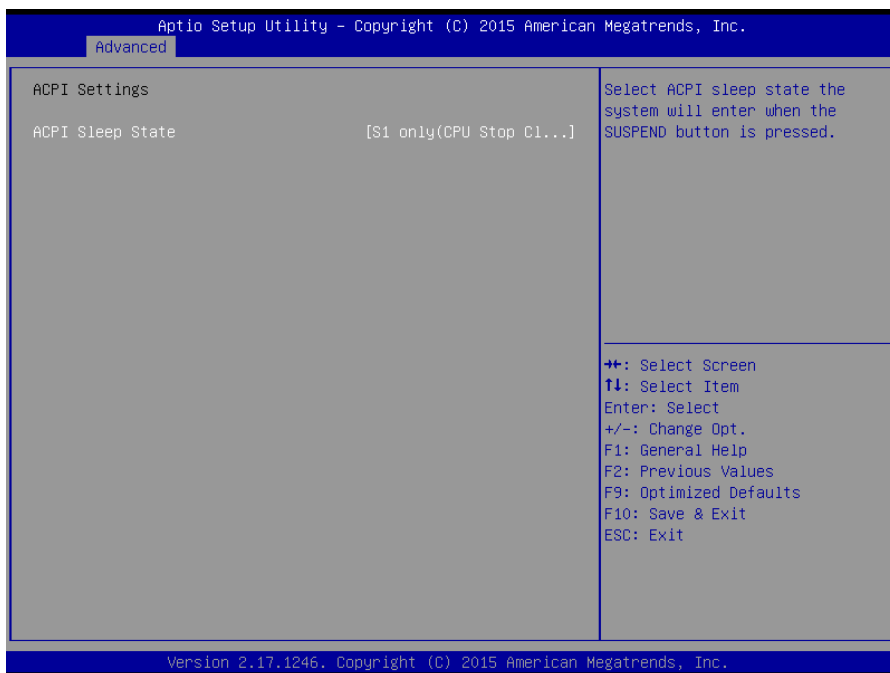 Aptio Setup Utility – Copyright (C) 2015 American Megatrends, Inc.
Advanced
ACPI Settings
ACPI Sleep State [S1 only(CPU Stop Cl...]
Select ACPI sleep state the
system will enter when the
SUSPEND button is pressed.
→←: Select Screen
↑↓: Select Item
Enter: Select
+/-: Change Opt.
F1: General Help
F2: Previous Values
F9: Optimized Defaults
F10: Save & Exit
ESC: Exit
Version 2.17.1246. Copyright (C) 2015 American Megatrends, Inc.